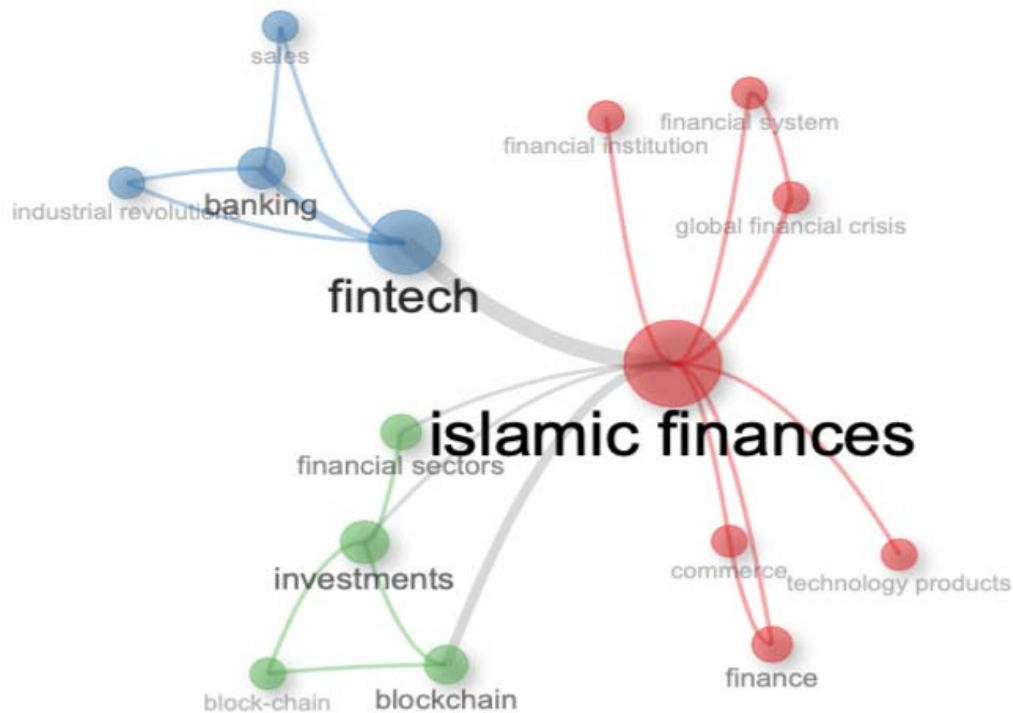 sales
financial system
financial institution
industrial revolutions
banking
global financial crisis
fintech
islamic finances
financial sectors
investments
commerce
technology products
finance
block-chain
blockchain